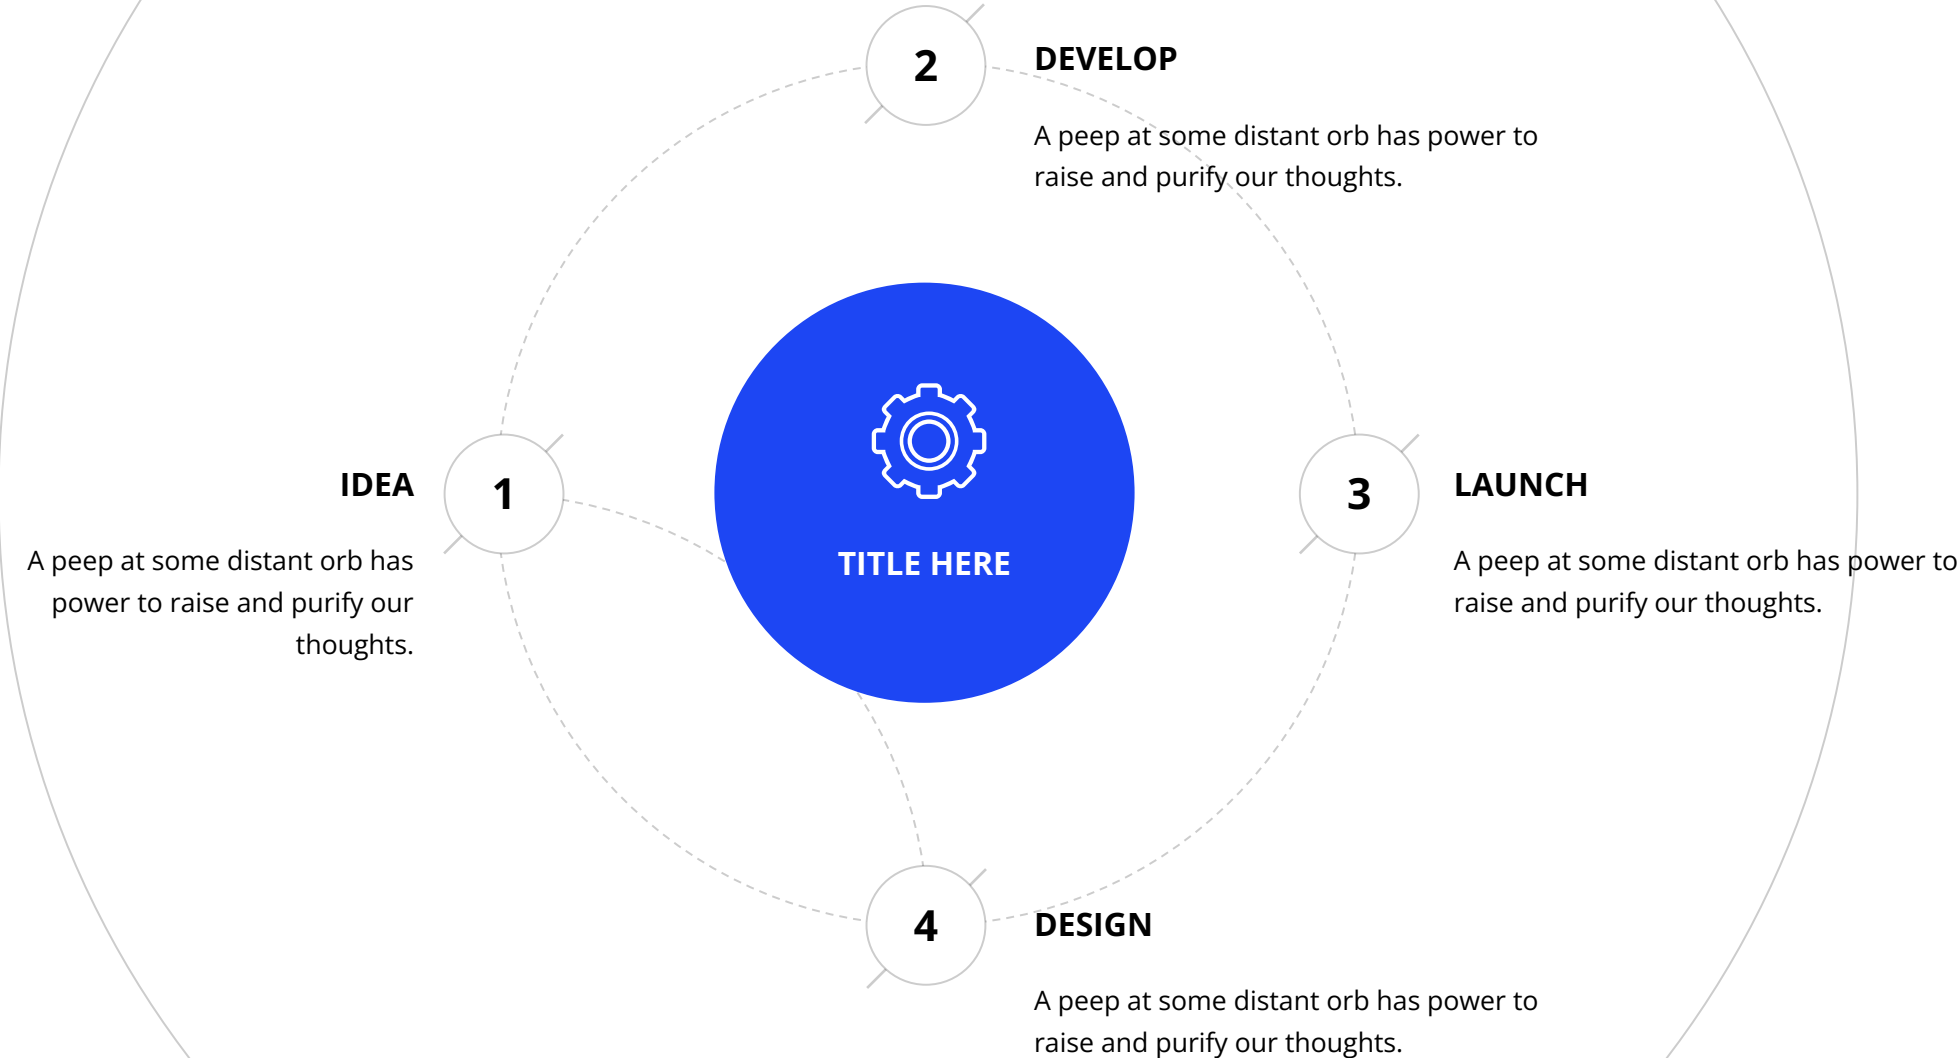 2
DEVELOP
A peep at some distant orb has power to
raise and purify our thoughts.
1
IDEA
A peep at some distant orb has
power to raise and purify our
thoughts.
TITLE HERE
3
LAUNCH
A peep at some distant orb has power to
raise and purify our thoughts.
4
DESIGN
A peep at some distant orb has power to
raise and purify our thoughts.